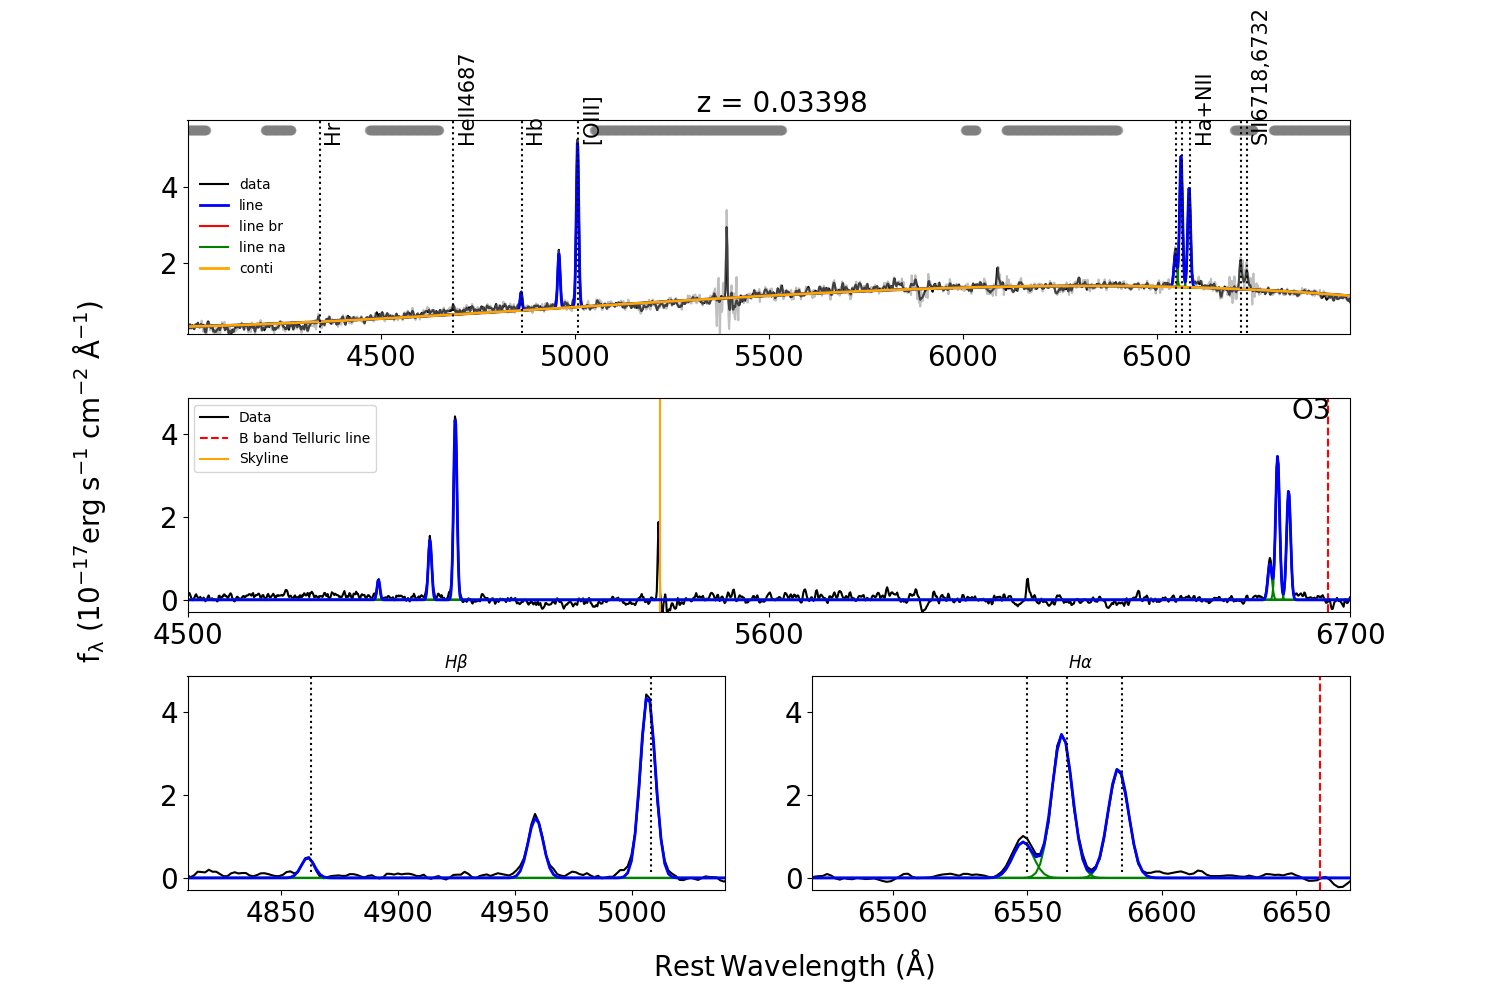 z = 0.03398
Hr
HeII4687
Hb
[OIII]
Ha+NII
SII6718,6732
data
line
line br
line na
conti
4
2
4500
5000
5500
6000
6500
O3
Data
B band Telluric line
Skyline
4
2
0
4500
5600
6700
fλ (10⁻¹⁷erg s⁻¹ cm⁻² Å⁻¹)
Hβ
4
2
0
4850
4900
4950
5000
Hα
4
2
0
6500
6550
6600
6650
Rest Wavelength (Å)